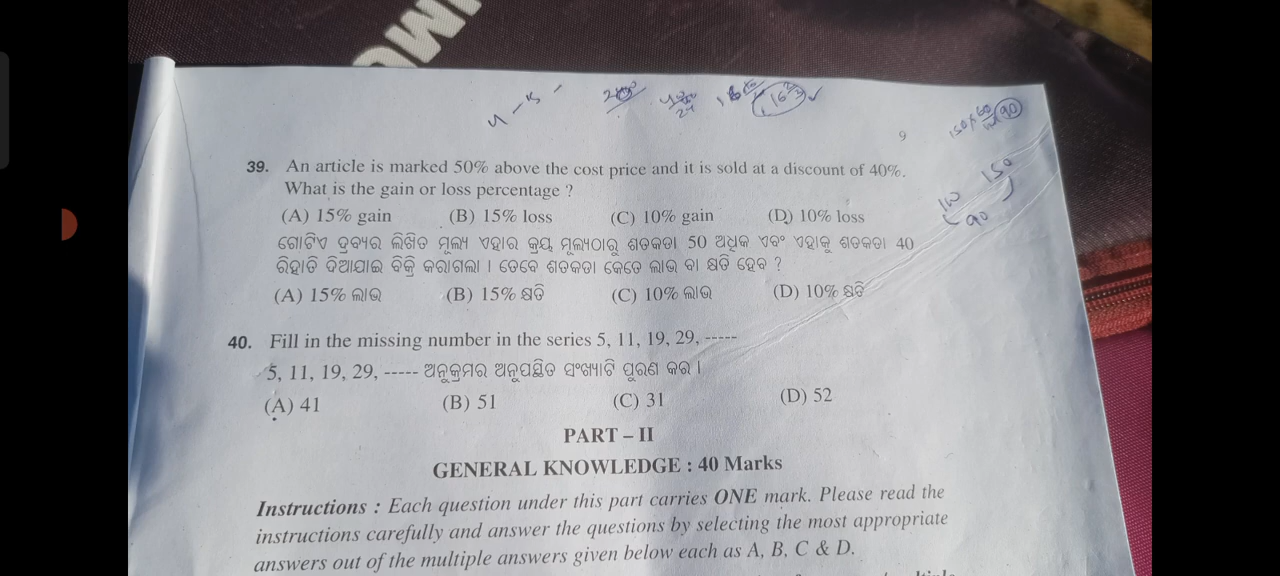 9
39. An article is marked 50% above the cost price and it is sold at a discount of 40%.
What is the gain or loss percentage ?
(A) 15% gain (B) 15% loss (C) 10% gain (D) 10% loss
ଗୋଟିଏ ଦ୍ରବ୍ୟର ଲିଖିତ ମୂଲ୍ୟ ଏହାର କ୍ରୟ ମୂଲ୍ୟଠାରୁ ଶତକଡା 50 ଅଧିକ ଏବଂ ଏହାକୁ ଶତକଡା 40
ରିହାତି ଦିଆଯାଇ ବିକ୍ରି କରାଗଲା । ତେବେ ଶତକଡା କେତେ ଲାଭ ବା କ୍ଷତି ହେବ ?
(A) 15% ଲାଭ (B) 15% କ୍ଷତି (C) 10% ଲାଭ (D) 10% କ୍ଷତି
40. Fill in the missing number in the series 5, 11, 19, 29, -----
5, 11, 19, 29, ----- ଅନୁକ୍ରମର ଅନୁପସ୍ଥିତ ସଂଖ୍ୟାଟି ପୁରଣ କର ।
(A) 41 (B) 51 (C) 31 (D) 52
PART – II
GENERAL KNOWLEDGE : 40 Marks
Instructions : Each question under this part carries ONE mark. Please read the
instructions carefully and answer the questions by selecting the most appropriate
answers out of the multiple answers given below each as A, B, C & D.